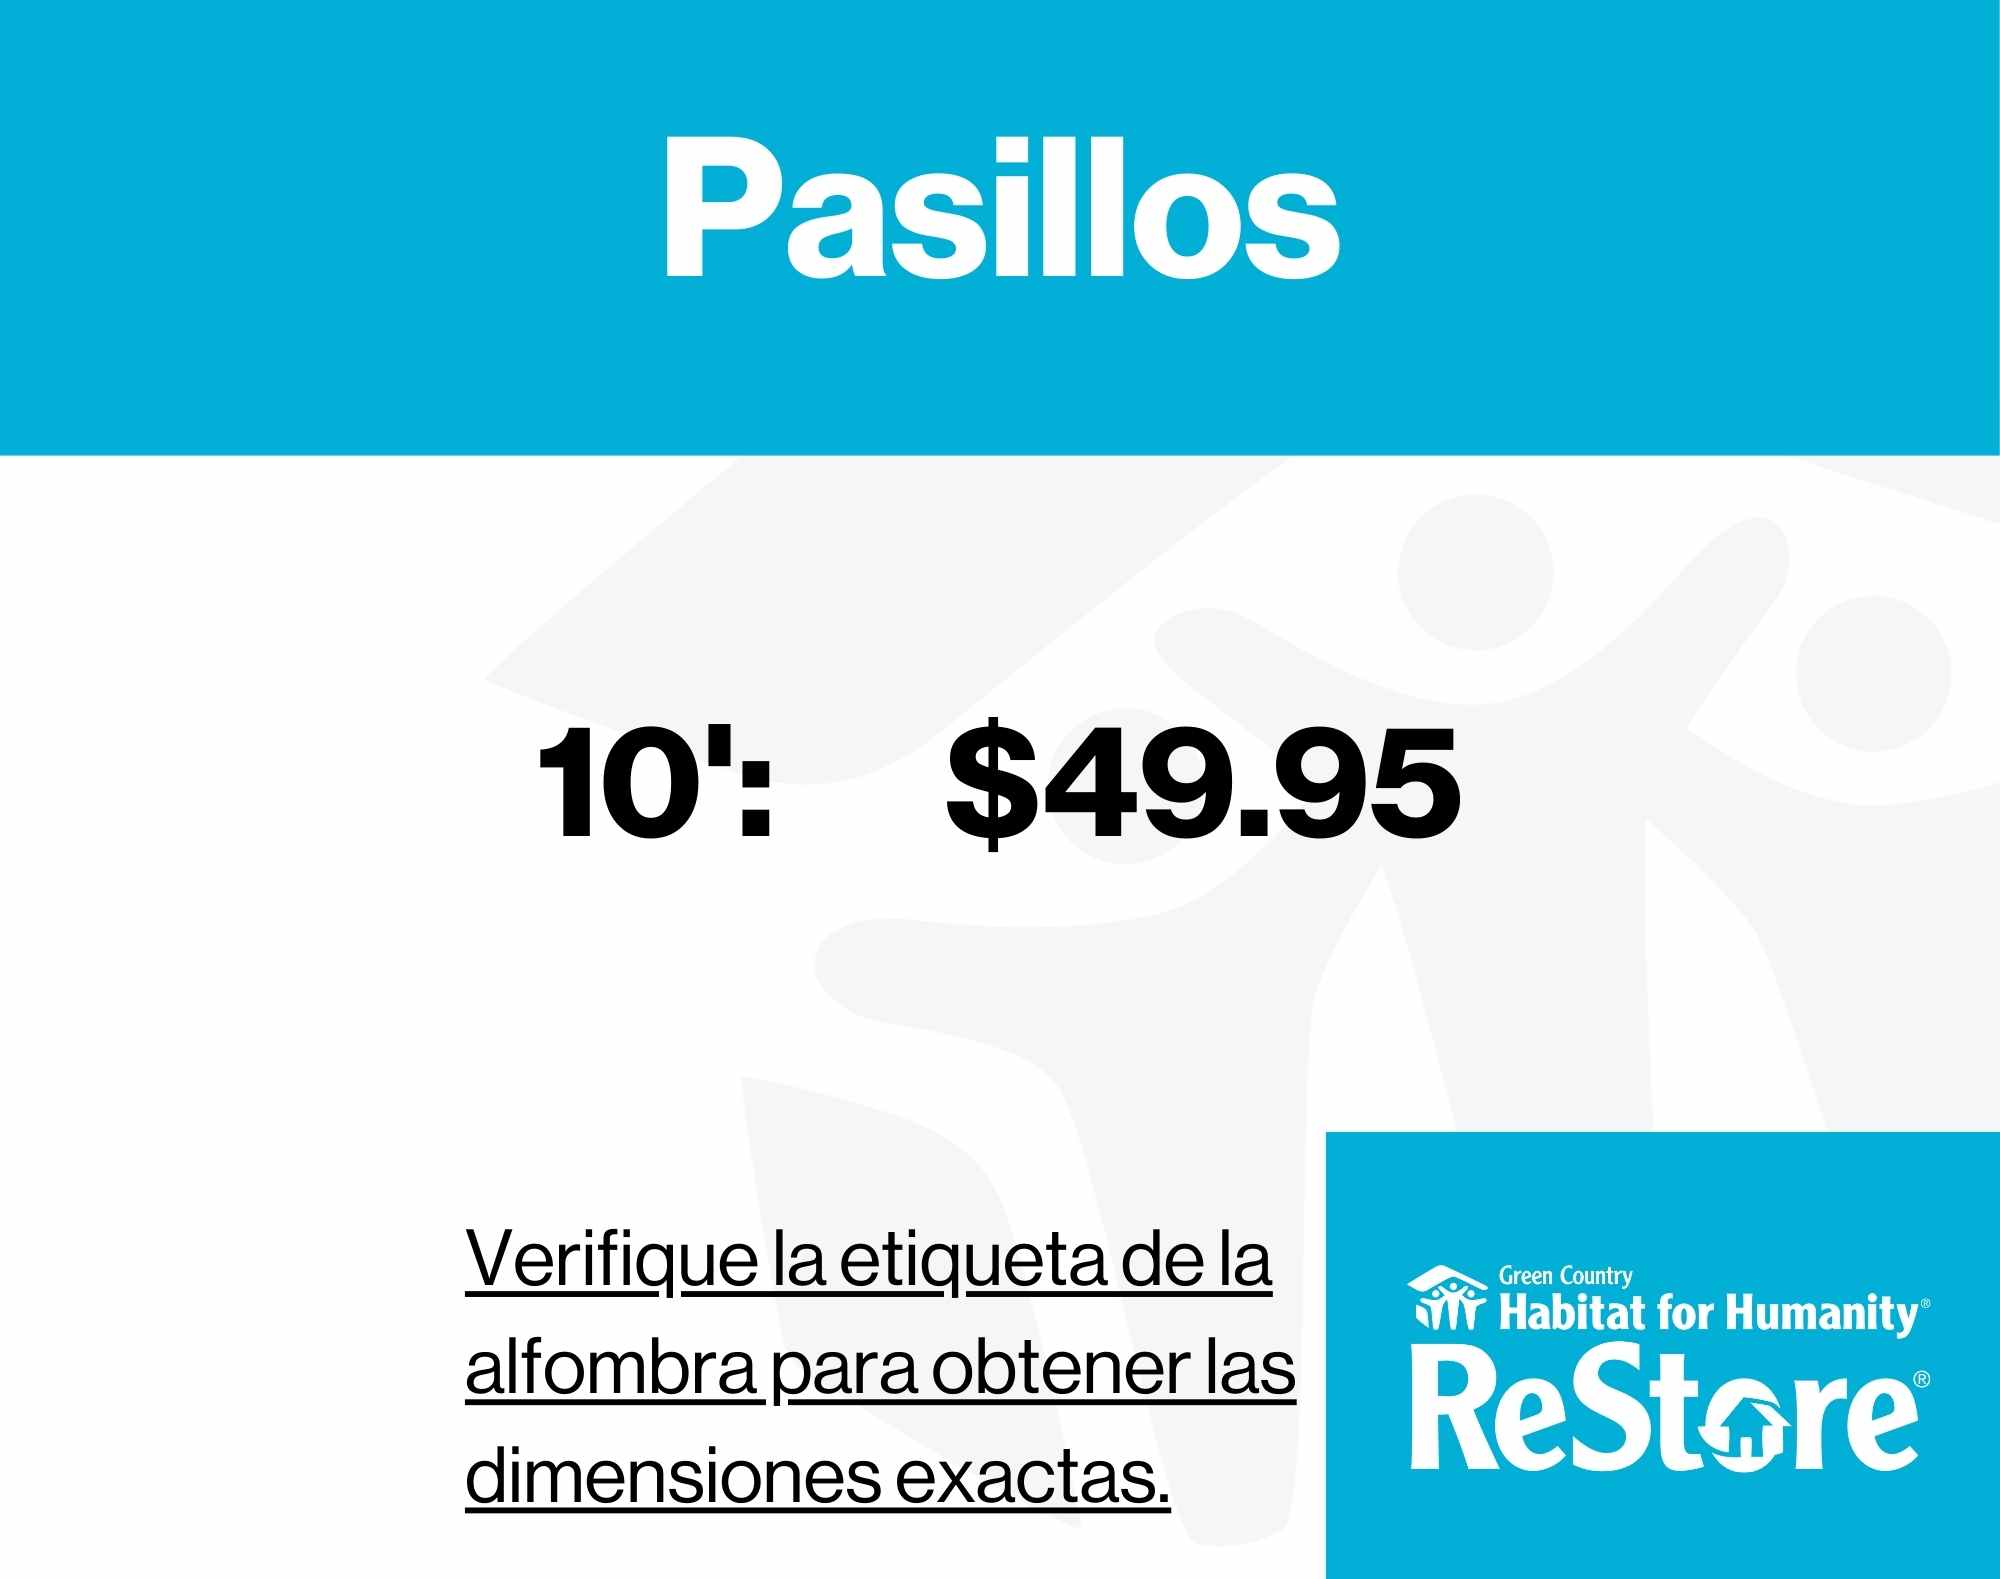 Pasillos
10': $49.95
Verifique la etiqueta de la
alfombra para obtener las
dimensiones exactas.
Green Country
Habitat for Humanity®
ReStore®